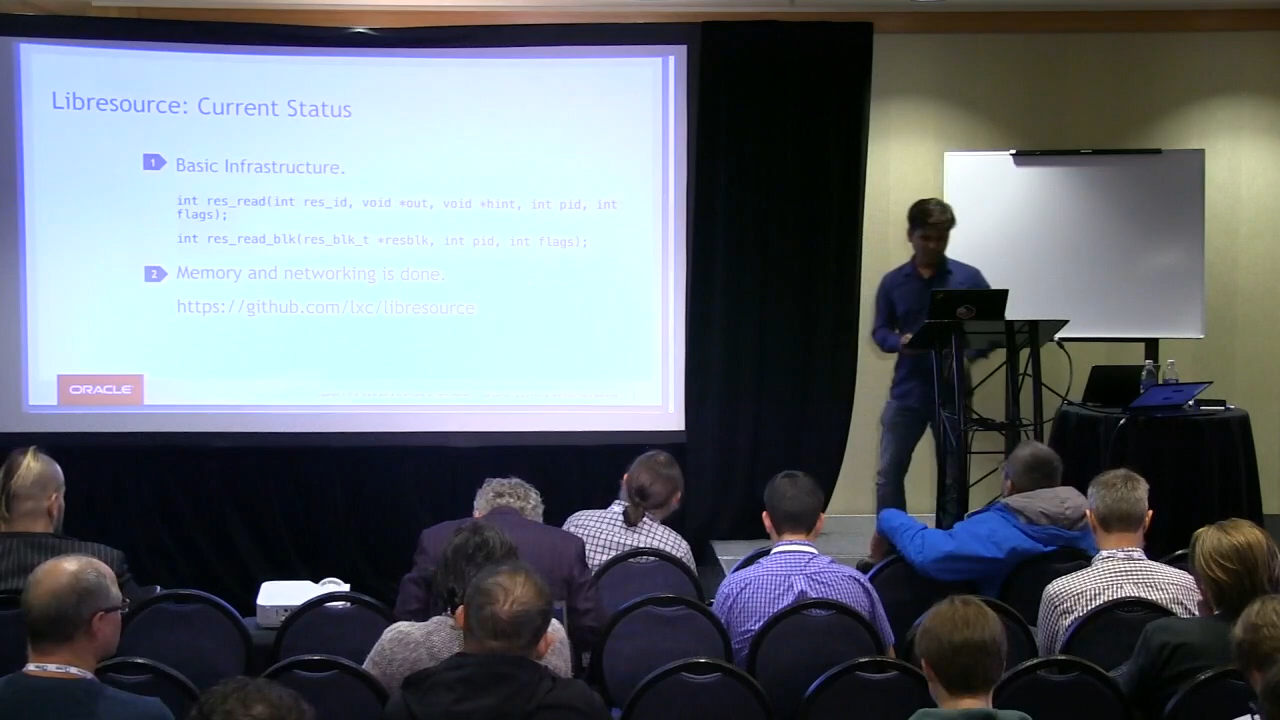 Libresource: Current Status
1 Basic Infrastructure.
int res_read(int res_id, void *out, void *hint, int pid, int
flags);
int res_read_blk(res_blk_t *resblk, int pid, int flags);
2 Memory and networking is done.
https://github.com/lxc/libresource
ORACLE